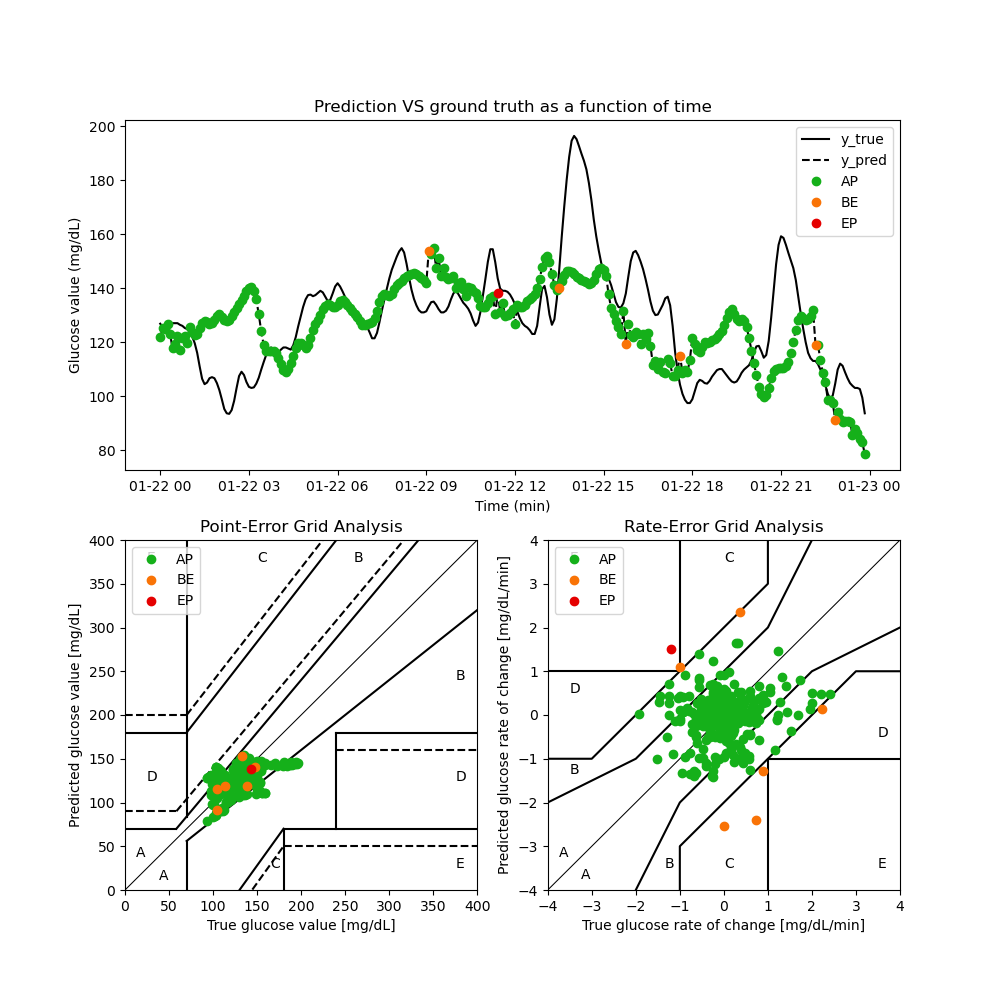 Prediction VS ground truth as a function of time
Glucose value (mg/dL)
200
180
160
140
120
100
80
y_true
y_pred
AP
BE
EP
01-22 00 01-22 03 01-22 06 01-22 09 01-22 12 01-22 15 01-22 18 01-22 21 01-23 00
Time (min)
Point-Error Grid Analysis
Predicted glucose value [mg/dL]
400
350
300
250
200
150
100
50
0
AP
BE
EP
C
B
B
D
D
A
A
C
E
0 50 100 150 200 250 300 350 400
True glucose value [mg/dL]
Rate-Error Grid Analysis
Predicted glucose rate of change [mg/dL/min]
4
3
2
1
0
−1
−2
−3
−4
AP
BE
EP
C
D
D
B
A
A
B
C
E
−4 −3 −2 −1 0 1 2 3 4
True glucose rate of change [mg/dL/min]